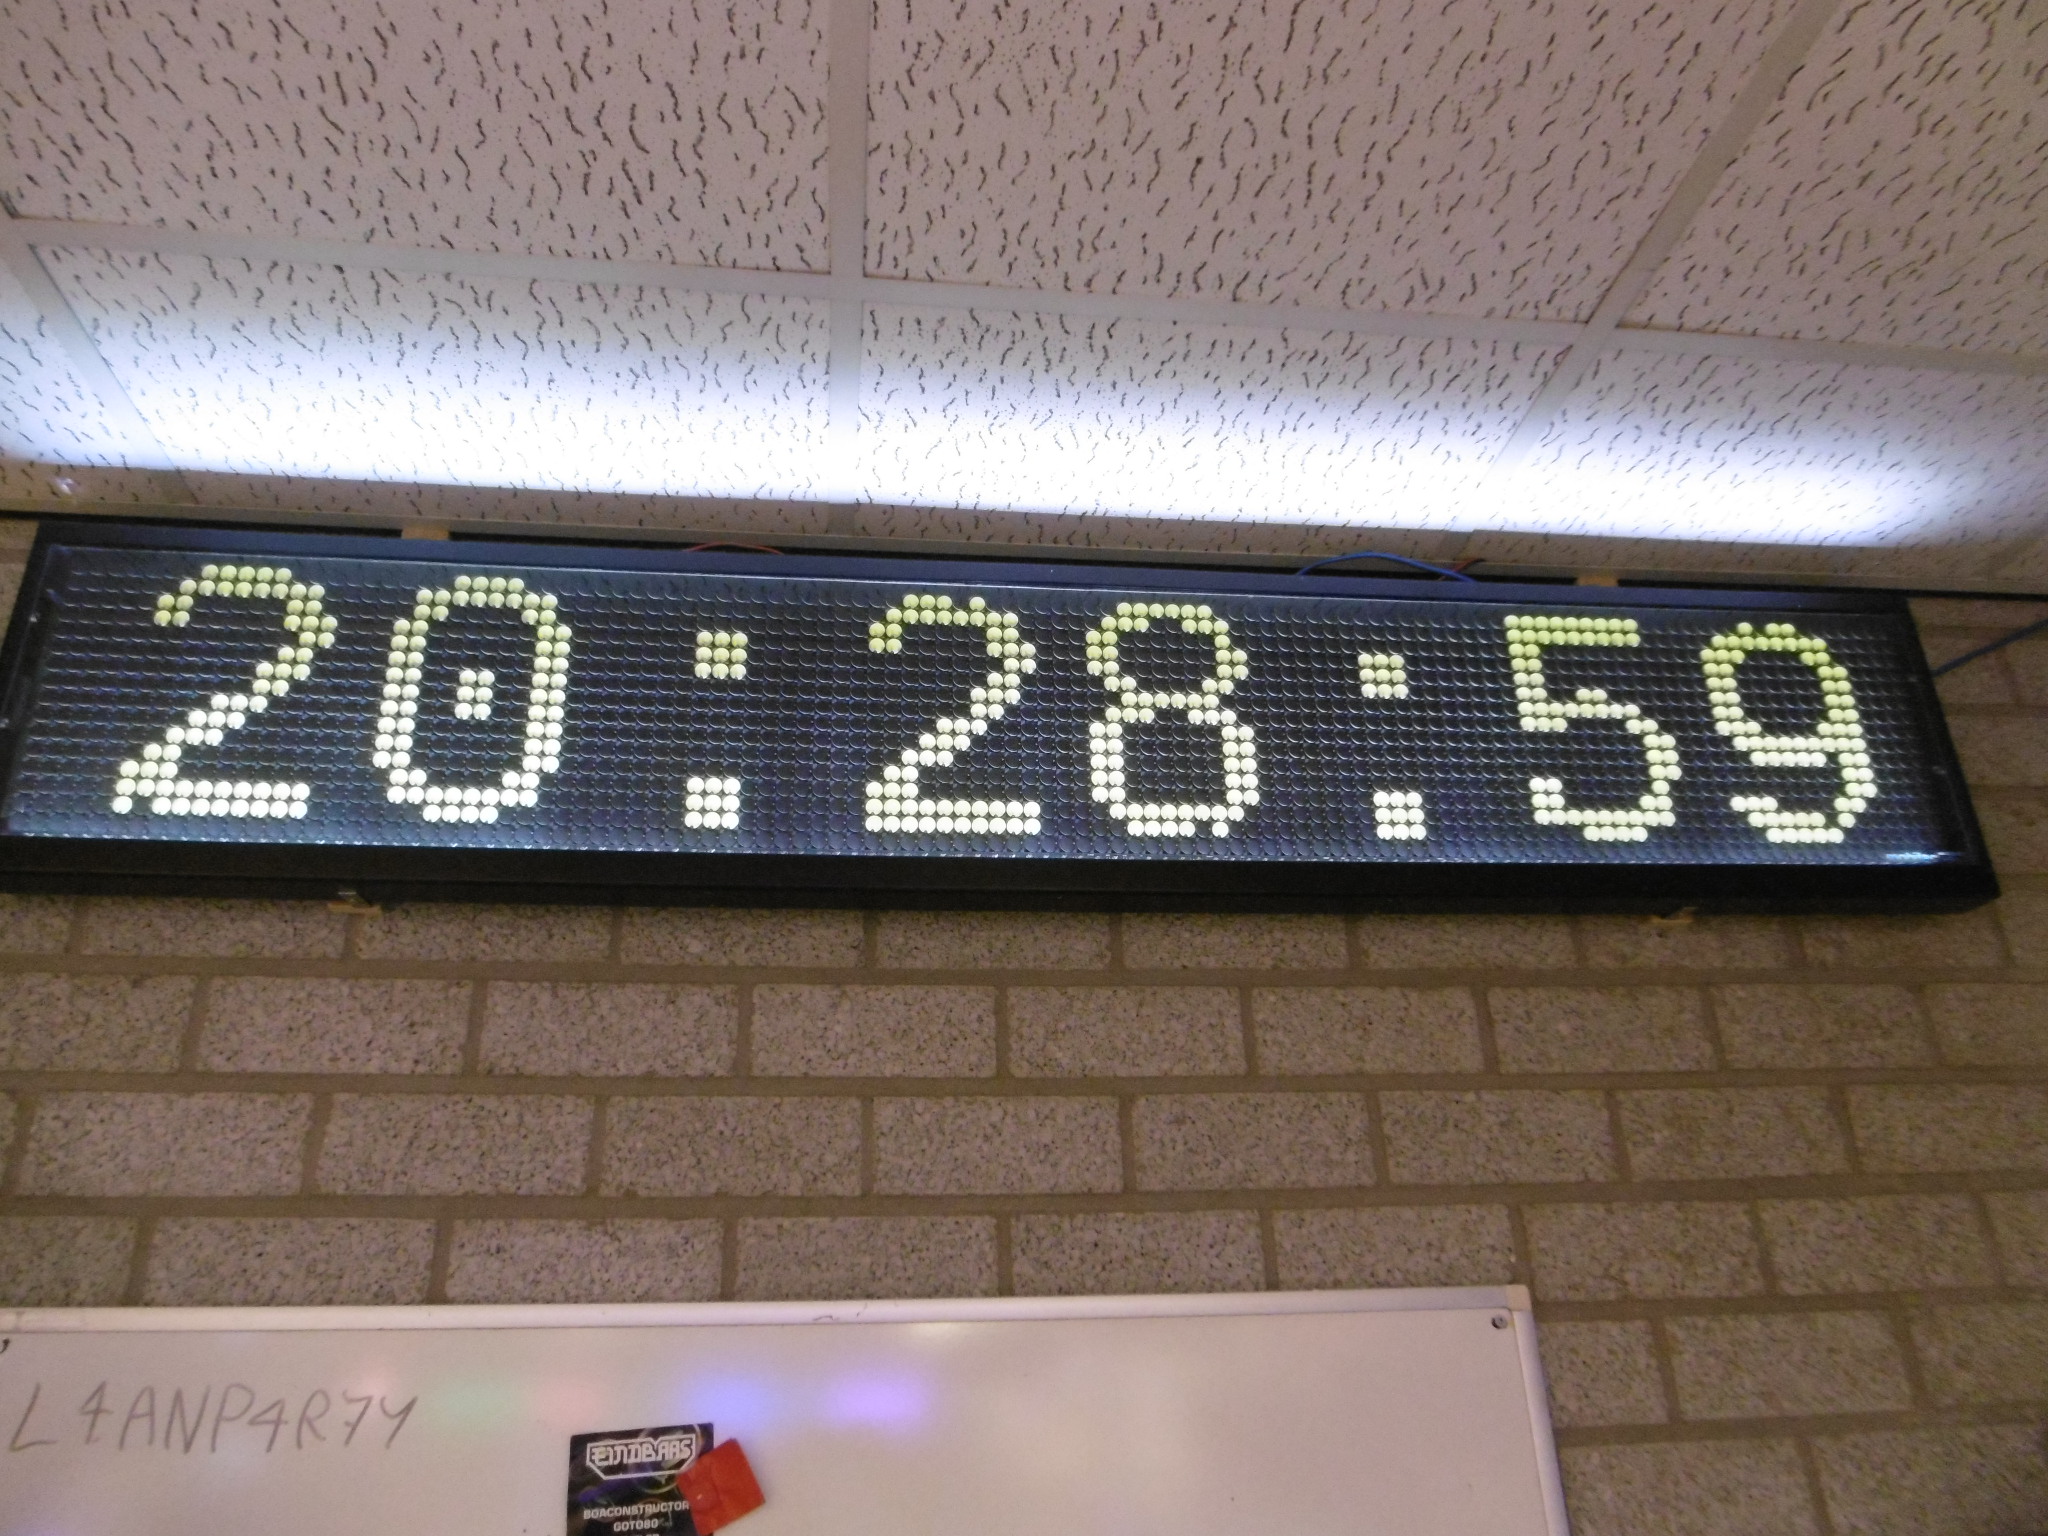 20:28:59
L4ANP4R7Y
EINDBAAS
BOACONSTRUCTOR
GOTO80